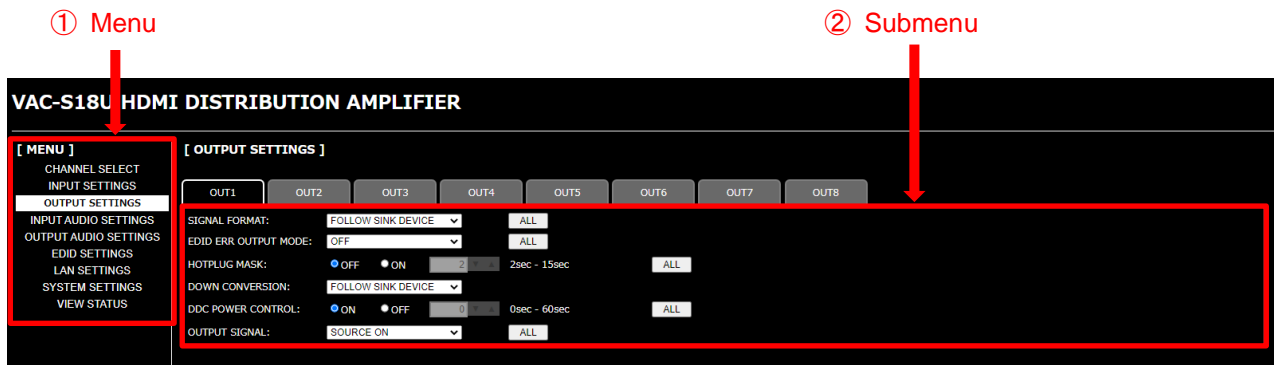 ① Menu
② Submenu
VAC-S18U HDMI DISTRIBUTION AMPLIFIER
[ MENU ]
CHANNEL SELECT
INPUT SETTINGS
OUTPUT SETTINGS
INPUT AUDIO SETTINGS
OUTPUT AUDIO SETTINGS
EDID SETTINGS
LAN SETTINGS
SYSTEM SETTINGS
VIEW STATUS
[ OUTPUT SETTINGS ]
OUT1 OUT2 OUT3 OUT4 OUT5 OUT6 OUT7 OUT8
SIGNAL FORMAT: FOLLOW SINK DEVICE ALL
EDID ERR OUTPUT MODE: OFF ALL
HOTPLUG MASK: OFF ON 2 2sec - 15sec ALL
DOWN CONVERSION: FOLLOW SINK DEVICE
DDC POWER CONTROL: ON OFF 0 0sec - 60sec ALL
OUTPUT SIGNAL: SOURCE ON ALL